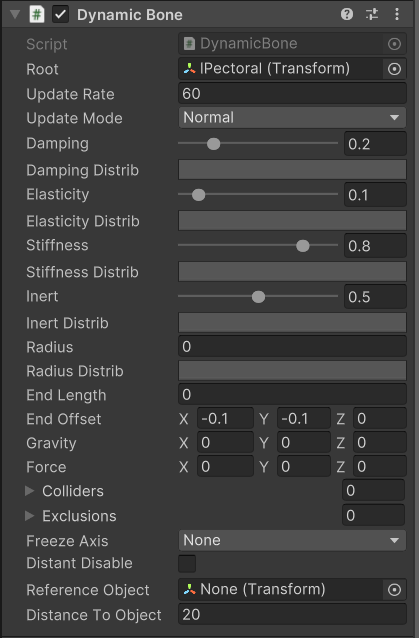 Dynamic Bone
Script DynamicBone
Root lPectoral (Transform)
Update Rate 60
Update Mode Normal
Damping 0.2
Damping Distrib
Elasticity 0.1
Elasticity Distrib
Stiffness 0.8
Stiffness Distrib
Inert 0.5
Inert Distrib
Radius 0
Radius Distrib
End Length 0
End Offset X -0.1 Y -0.1 Z 0
Gravity X 0 Y 0 Z 0
Force X 0 Y 0 Z 0
Colliders 0
Exclusions 0
Freeze Axis None
Distant Disable
Reference Object None (Transform)
Distance To Object 20